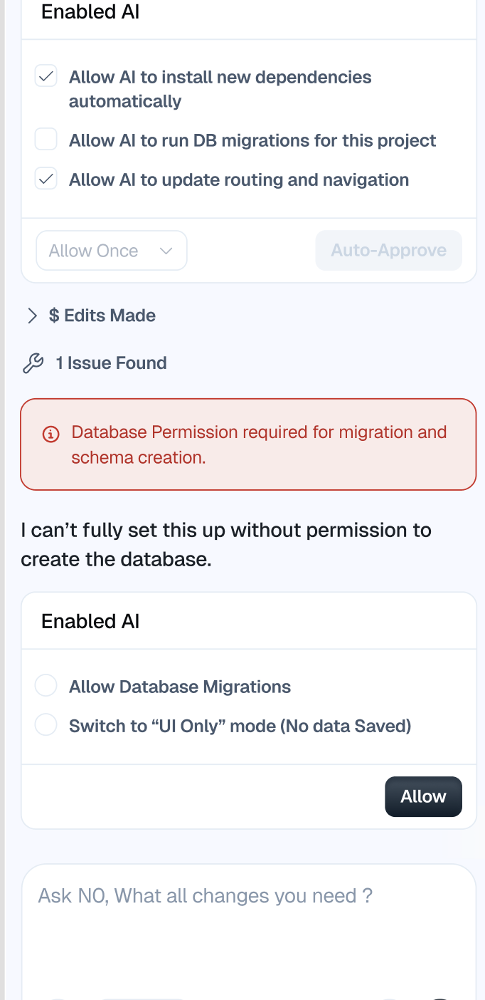 Enabled AI
Allow AI to install new dependencies
automatically
Allow AI to run DB migrations for this project
Allow AI to update routing and navigation
Allow Once
Auto-Approve
$ Edits Made
1 Issue Found
Database Permission required for migration and
schema creation.
I can’t fully set this up without permission to
create the database.
Enabled AI
Allow Database Migrations
Switch to “UI Only” mode (No data Saved)
Allow
Ask N0, What all changes you need ?